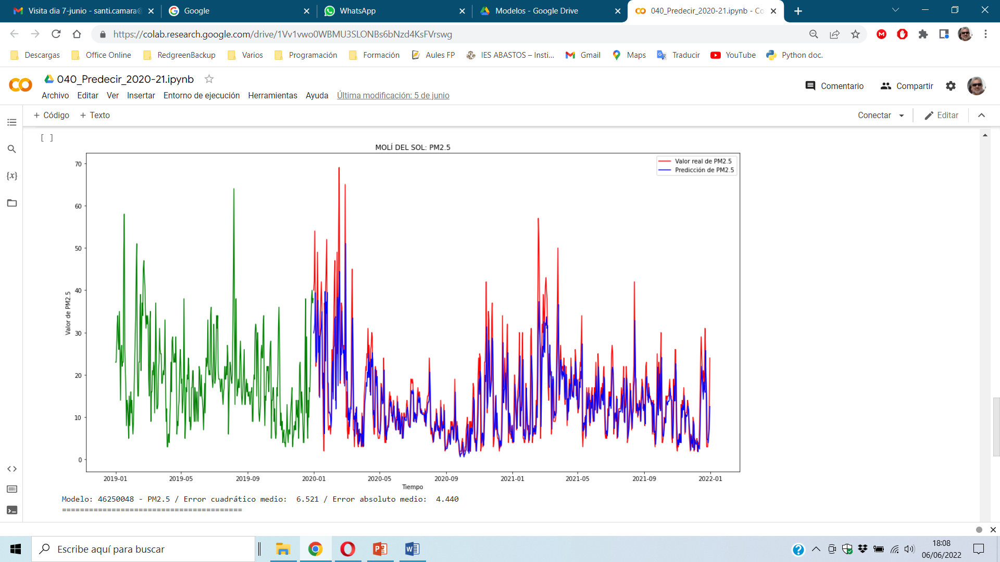 Visita dia 7-junio - santi.camara@
Google
WhatsApp
Modelos - Google Drive
040_Predecir_2020-21.ipynb - Co
https://colab.research.google.com/drive/1Vv1vwo0WBMU3SLONBs6bNzd4KsFVrswg
Descargas
Office Online
RedgreenBackup
Varios
Programación
Formación
Aules FP
IES ABASTOS – Insti...
Gmail
Maps
Traducir
YouTube
Python doc.
040_Predecir_2020-21.ipynb
Comentario
Compartir
Archivo Editar Ver Insertar Entorno de ejecución Herramientas Ayuda Última modificación: 5 de junio
+ Código + Texto
Conectar
Editar
[ ]
{x}
MOLÍ DEL SOL: PM2.5
Valor real de PM2.5
Predicción de PM2.5
Valor de PM2.5
70
60
50
40
30
20
10
0
2019-01 2019-05 2019-09 2020-01 2020-05 2020-09 2021-01 2021-05 2021-09 2022-01
Tiempo
Modelo: 46250048 - PM2.5 / Error cuadrático medio: 6.521 / Error absoluto medio: 4.440
========================================
Escribe aquí para buscar
18:08
06/06/2022